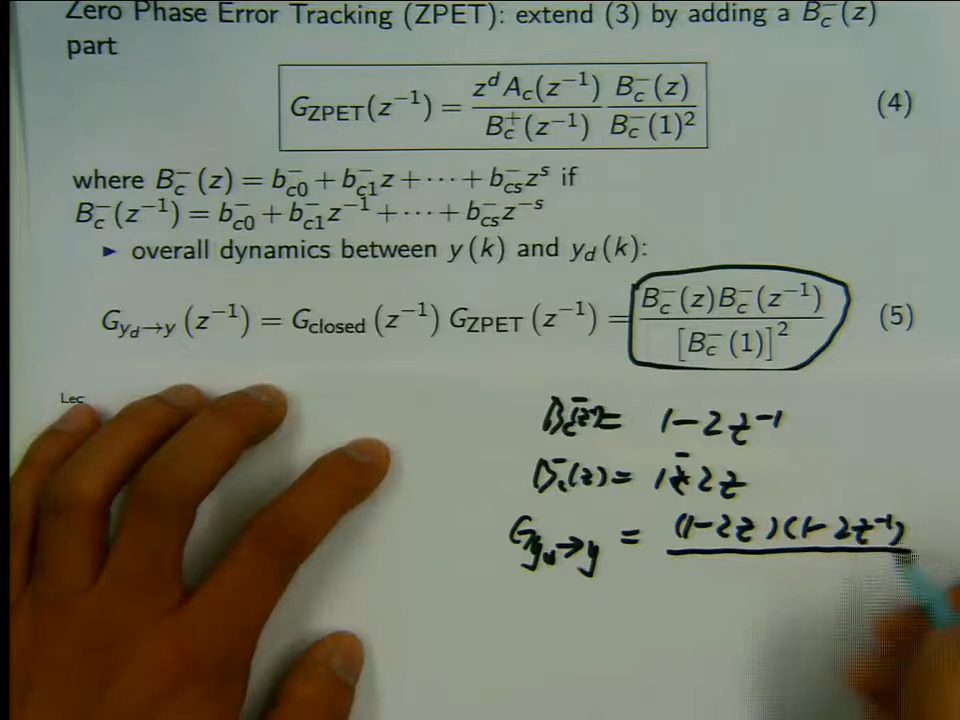 Zero Phase Error Tracking (ZPET): extend (3) by adding a B_c^-(z)
part
G_ZPET(z^{-1}) = \frac{z^d A_c(z^{-1})}{B_c^+(z^{-1})} \frac{B_c^-(z)}{B_c^-(1)^2} (4)
where B_c^-(z) = b_{c0}^- + b_{c1}^- z + ⋯ + b_{cs}^- z^s if
B_c^-(z^{-1}) = b_{c0}^- + b_{c1}^- z^{-1} + ⋯ + b_{cs}^- z^{-s}
▶ overall dynamics between y(k) and y_d(k):
G_{y_d→y}(z^{-1}) = G_closed(z^{-1}) G_ZPET(z^{-1}) = \frac{B_c^-(z)B_c^-(z^{-1})}{[B_c^-(1)]^2} (5)
Lec
= 1-2z^{-1}
B_c^-(z) = 1-2z
= (1-2z)(1-2z^{-1})